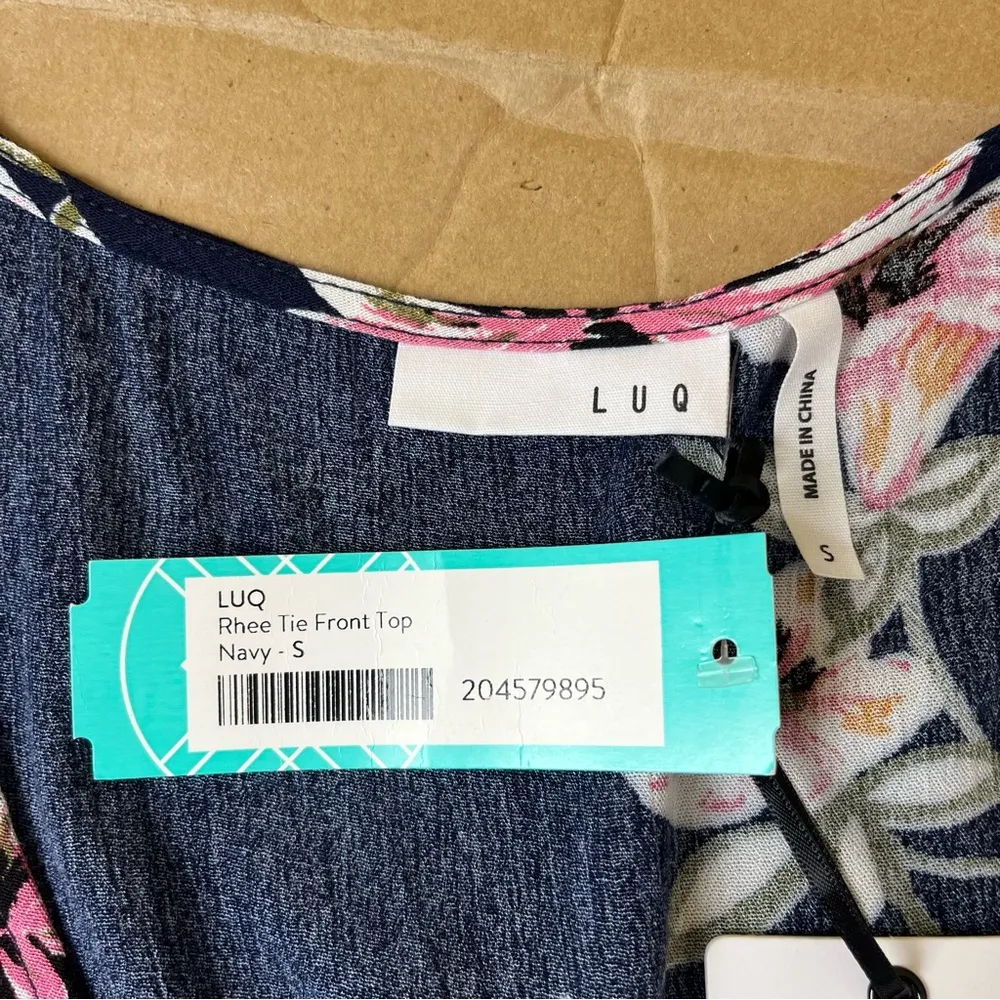 LUQ
MADE IN CHINA
S
LUQ
Rhee Tie Front Top
Navy - S
204579895